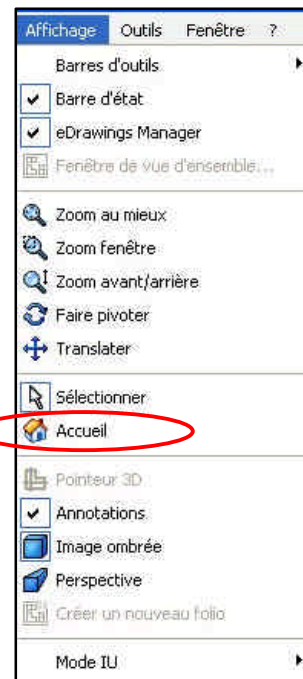 Affichage Outils Fenêtre ?
Barres d'outils
Barre d'état
eDrawings Manager
Fenêtre de vue d'ensemble...
Zoom au mieux
Zoom fenêtre
Zoom avant/arrière
Faire pivoter
Translater
Sélectionner
Accueil
Pointeur 3D
Annotations
Image ombrée
Perspective
Créer un nouveau folio
Mode IU